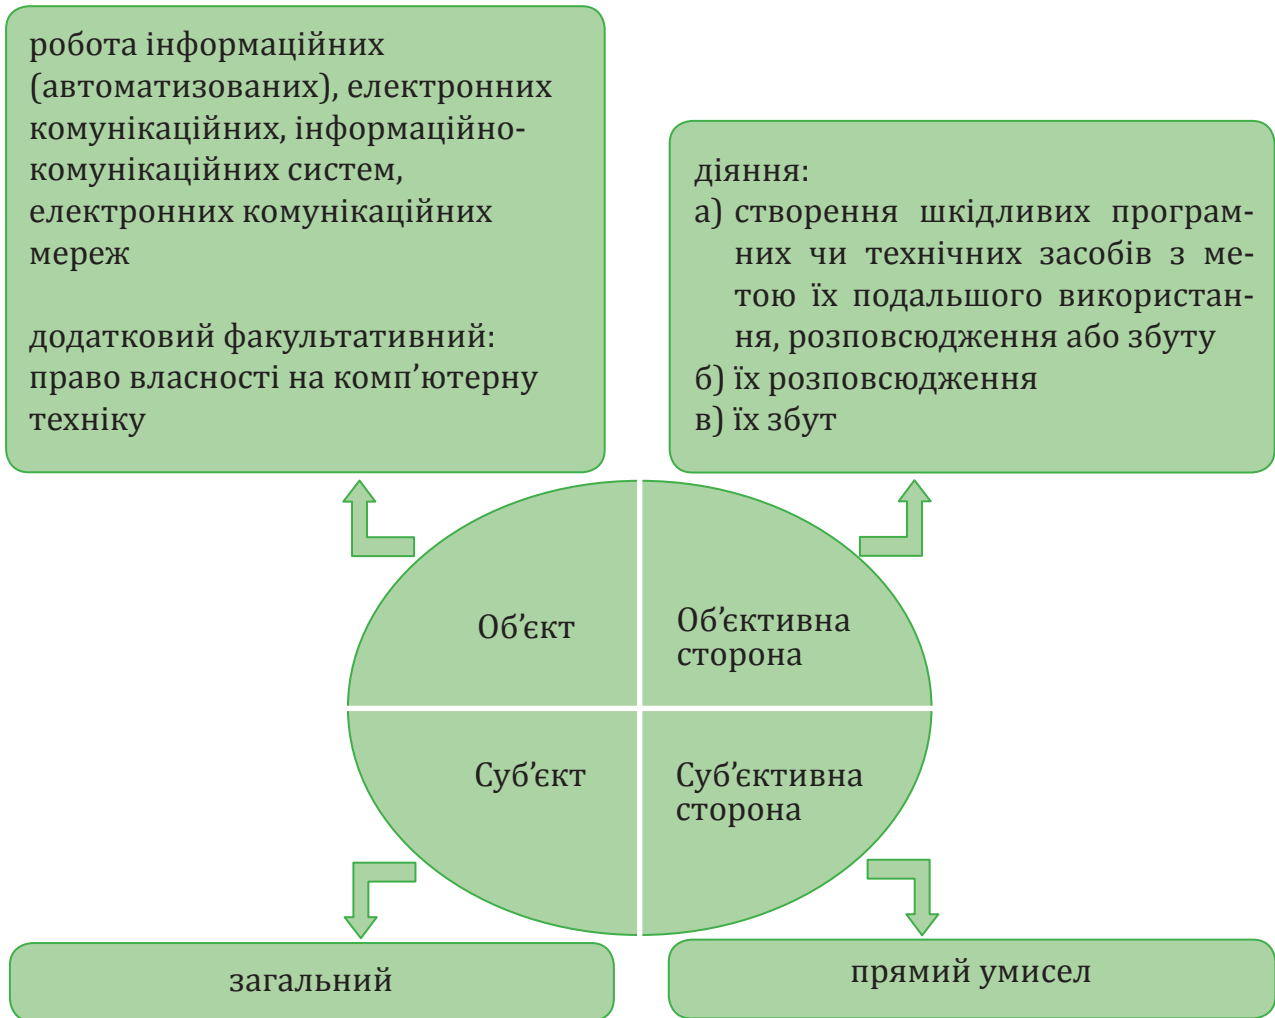 робота інформаційних
(автоматизованих), електронних
комунікаційних, інформаційно-
комунікаційних систем,
електронних комунікаційних
мереж
додатковий факультативний:
право власності на комп’ютерну
техніку
діяння:
а) створення шкідливих програм-
них чи технічних засобів з ме-
тою їх подальшого використан-
ня, розповсюдження або збуту
б) їх розповсюдження
в) їх збут
Об’єкт
Об’єктивна
сторона
Суб’єкт
Суб’єктивна
сторона
загальний
прямий умисел